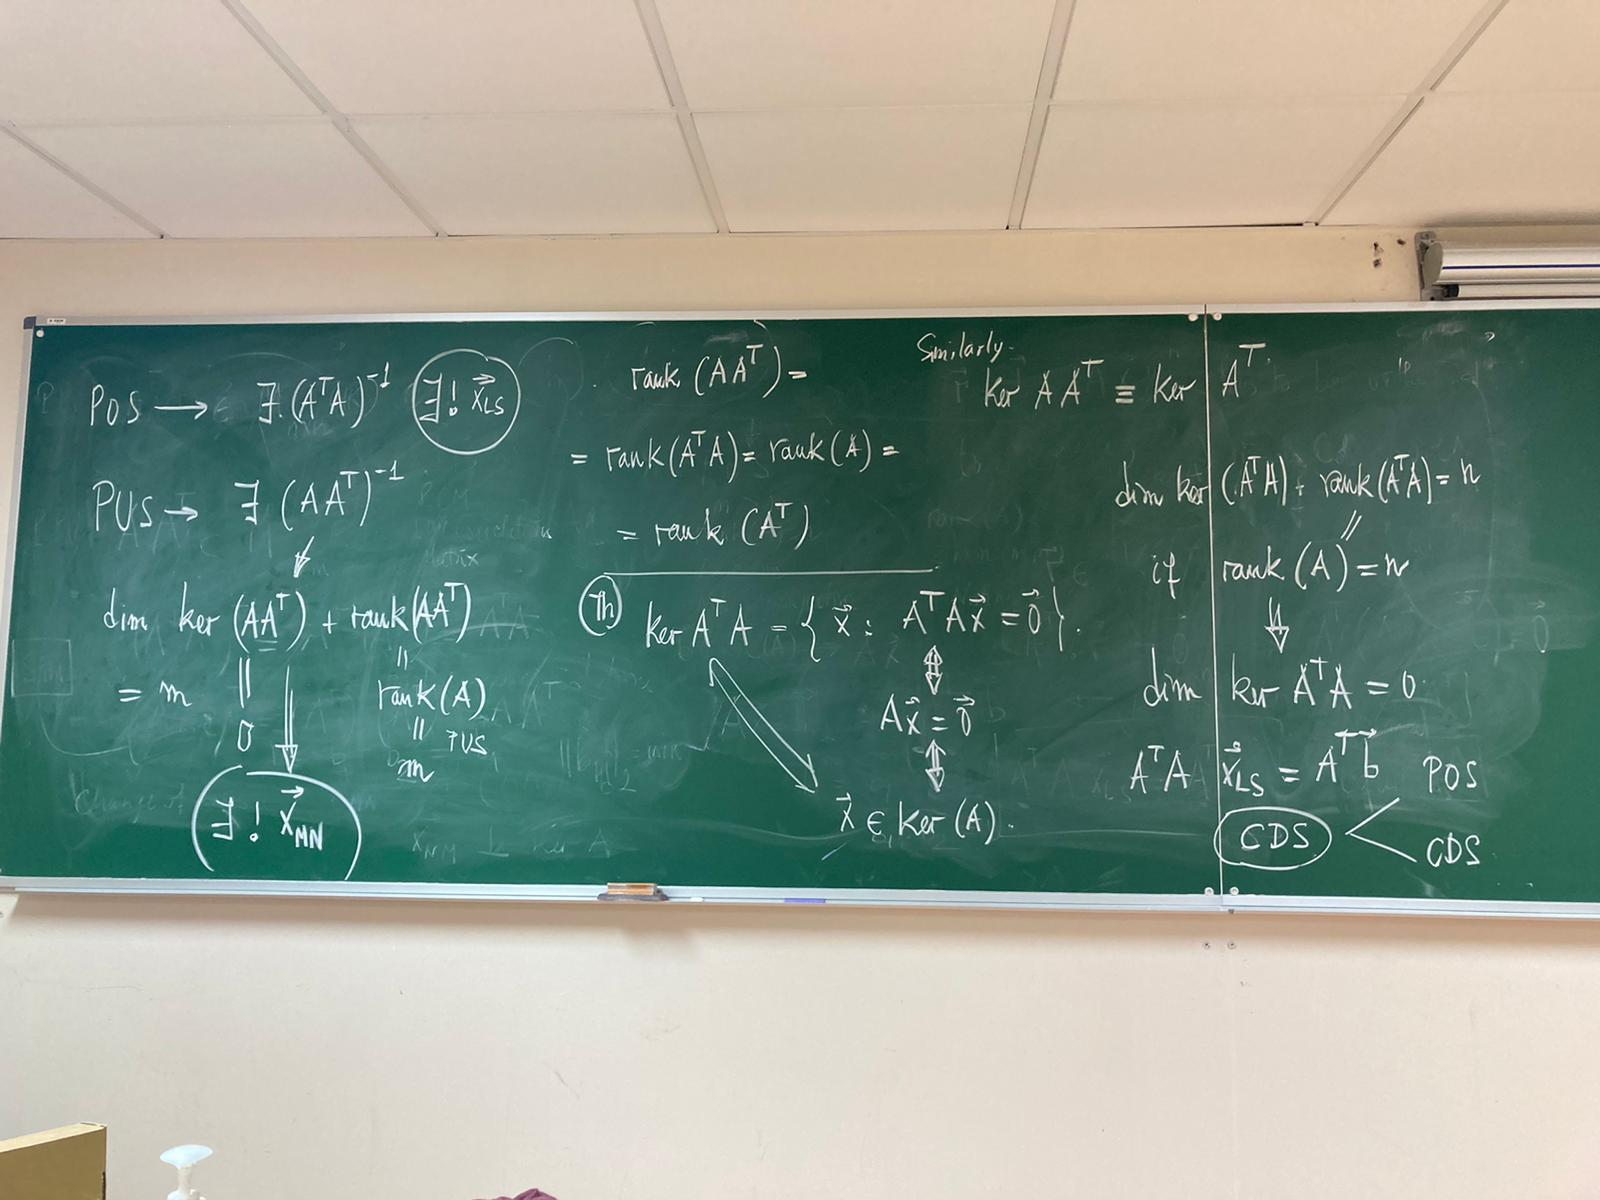 POS → ∃ (AᵀA)⁻¹ ∃! x⃗_LS
PUS → ∃ (AAᵀ)⁻¹
↓
dim ker (AAᵀ) + rank(AAᵀ)
= m || 0 || rank(A)
|| PUS
m
⇓
∃! x⃗_MN
rank (AAᵀ) =
= rank(AᵀA) = rank(A) =
= rank (Aᵀ)
Th ker AᵀA = { x⃗ : AᵀAx⃗ = 0⃗ }.
⇕
Ax⃗ = 0⃗
⇕
x⃗ ∈ ker (A).
Similarly.
ker AAᵀ ≡ ker Aᵀ.
dim ker (AᵀA) + rank(AᵀA) = n
//
if rank (A) = n
⇓
dim ker AᵀA = 0
AᵀA x⃗_LS = Aᵀb⃗ POS
CDS <
CDS